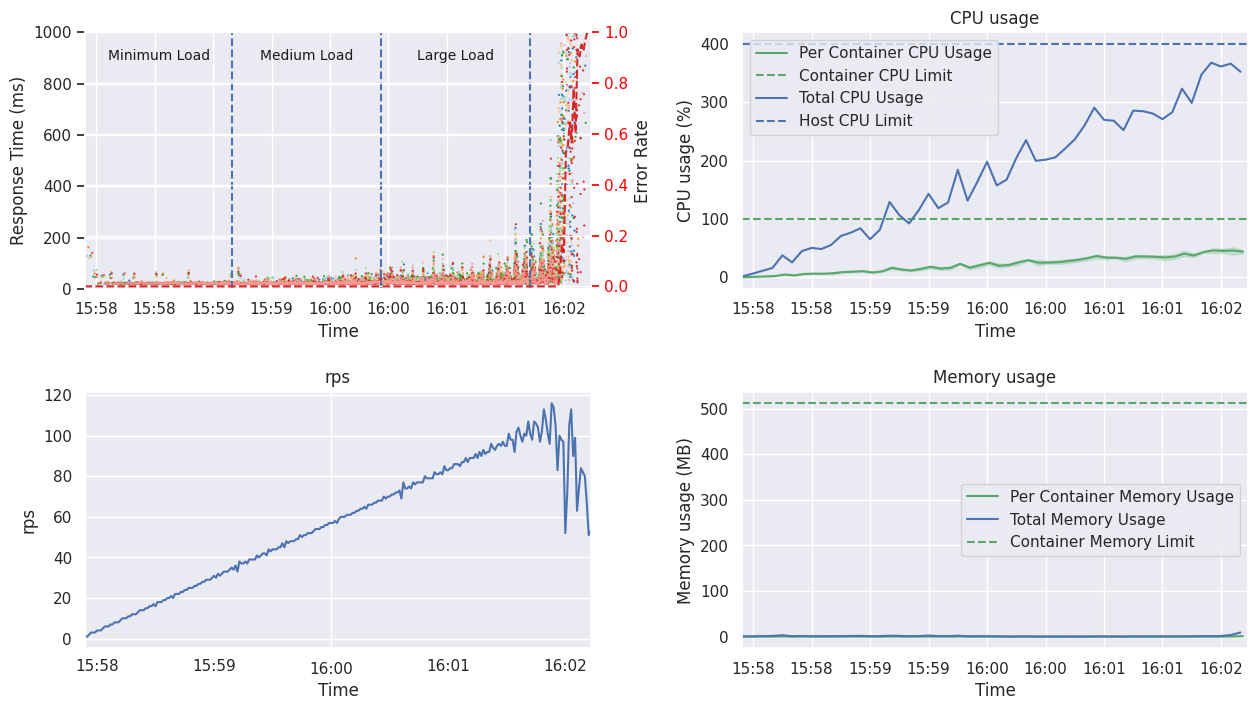 1000
800
600
400
200
0
Response Time (ms)
Minimum Load
Medium Load
Large Load
1.0
0.8
0.6
0.4
0.2
0.0
Error Rate
15:58 15:58 15:59 15:59 16:00 16:00 16:01 16:01 16:02
Time
CPU usage
400
300
200
100
0
CPU usage (%)
Per Container CPU Usage
Container CPU Limit
Total CPU Usage
Host CPU Limit
15:58 15:58 15:59 15:59 16:00 16:00 16:01 16:01 16:02
Time
rps
120
100
80
60
40
20
0
rps
15:58 15:59 16:00 16:01 16:02
Time
Memory usage
500
400
300
200
100
0
Memory usage (MB)
Per Container Memory Usage
Total Memory Usage
Container Memory Limit
15:58 15:58 15:59 15:59 16:00 16:00 16:01 16:01 16:02
Time